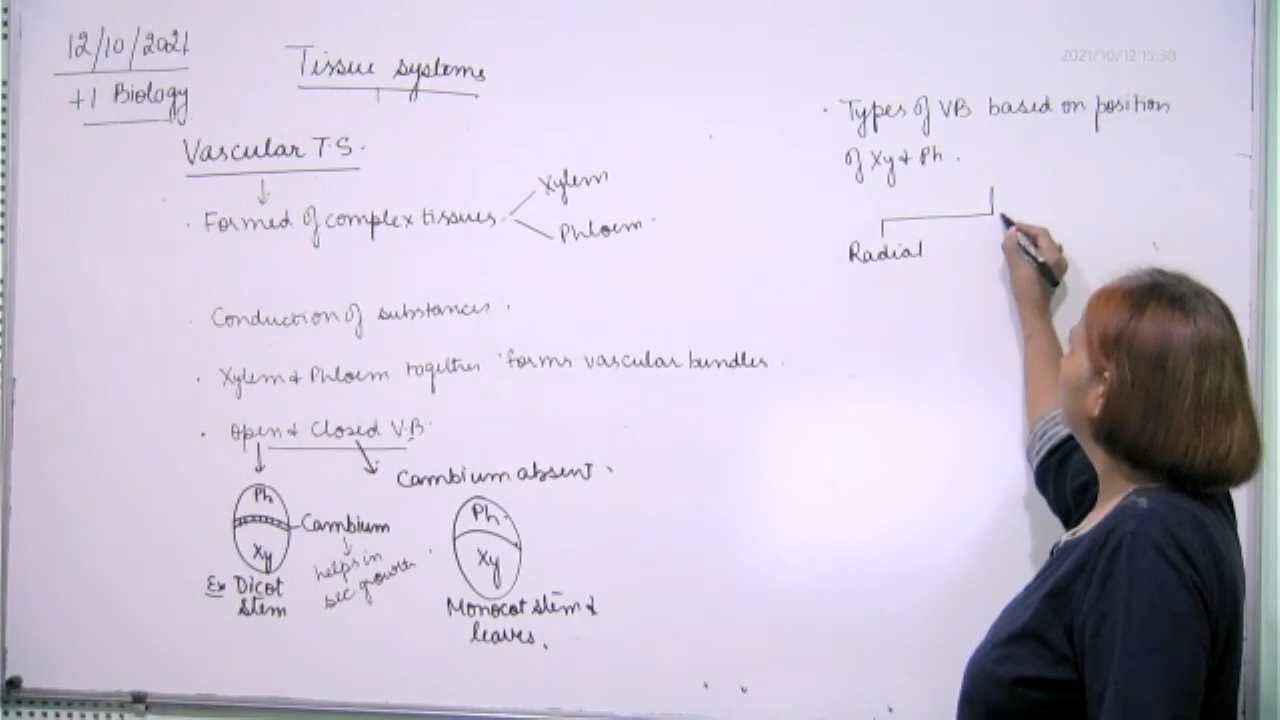 12/10/2021
+1 Biology
Tissue systems
Vascular T.S.
. Formed of complex tissues.
Xylem
Phloem
Conduction of substances.
. Xylem & Phloem together forms vascular bundles.
. Open & Closed V.B.
Ph
Xy
Cambium
helps in
sec growth
Ex Dicot
stem
Cambium absent.
Ph
Xy
Monocot stem &
leaves.
2021/10/12 15:38
. Types of VB based on position
of Xy & Ph.
Radial